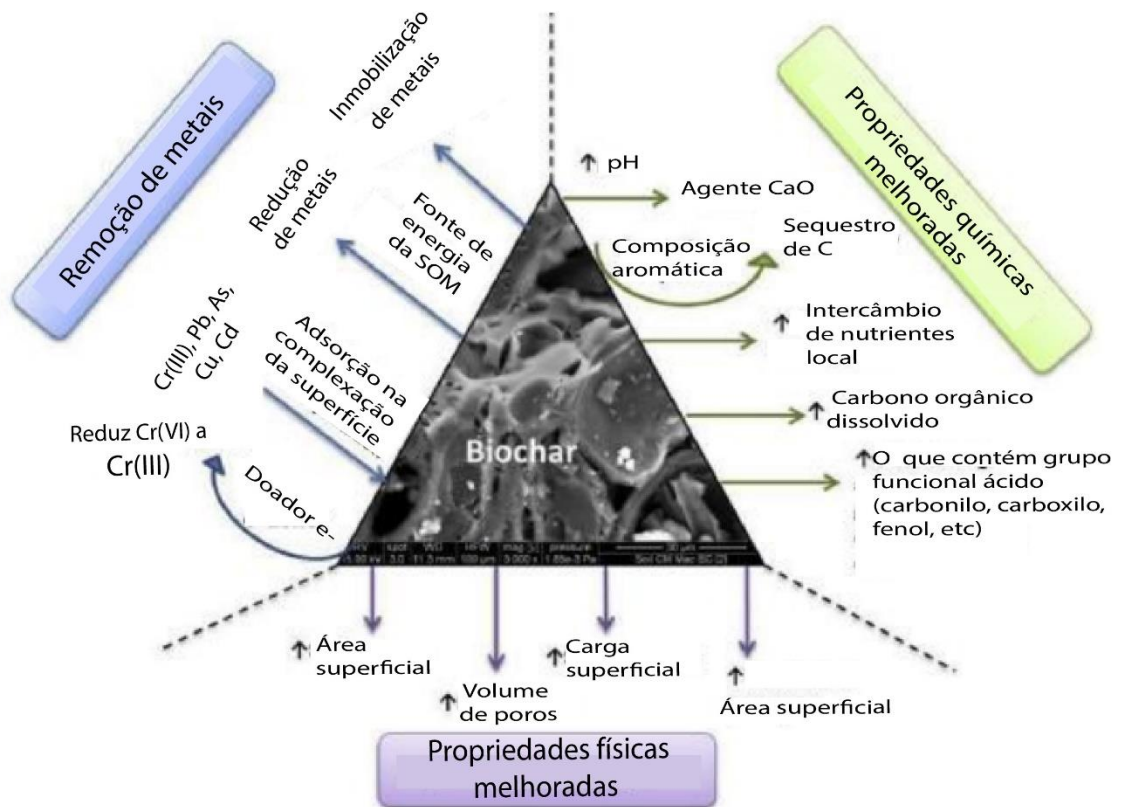 Remoção de metais
Inmobilização
de metais
Redução
de metais
Fonte de
energia
da SOM
Cr(III), Pb, As,
Cu, Cd
Adsorção na
complexação
da superfície
Reduz Cr(VI) a
Cr(III)
Doador e-
Biochar
Propriedades químicas
melhoradas
↑ pH
Agente CaO
Composição
aromática
Sequestro
de C
↑ Intercâmbio
de nutrientes
local
↑ Carbono orgânico
dissolvido
↑O que contém grupo
funcional ácido
(carbonilo, carboxilo,
fenol, etc)
↑ Área
superficial
↑ Volume
de poros
↑ Carga
superficial
↑
Área superficial
Propriedades físicas
melhoradas